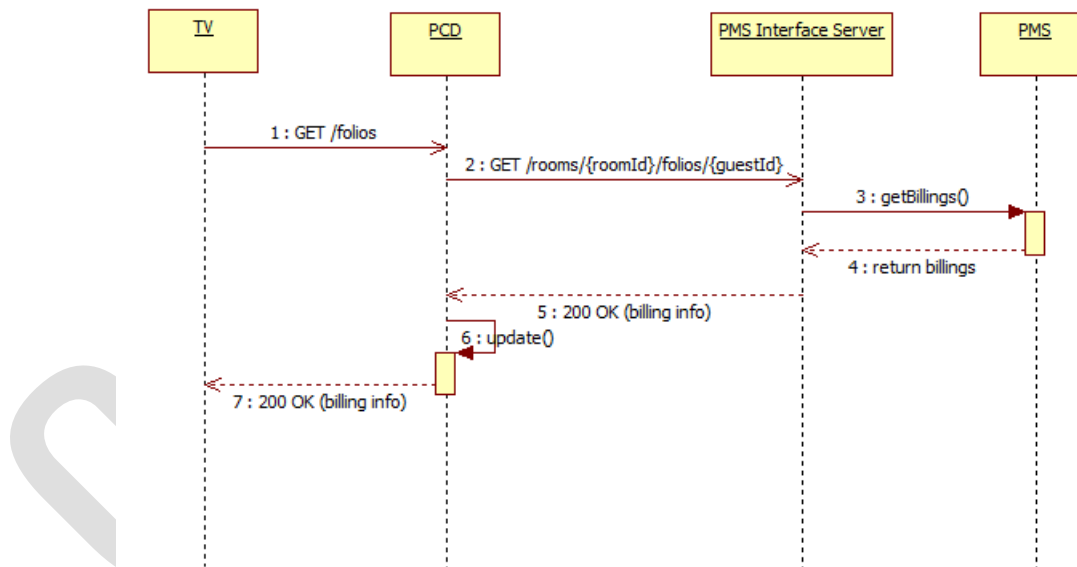 TV
PCD
PMS Interface Server
PMS
1 : GET /folios
2 : GET /rooms/{roomId}/folios/{guestId}
3 : getBillings()
4 : return billings
5 : 200 OK (billing info)
6 : update()
7 : 200 OK (billing info)